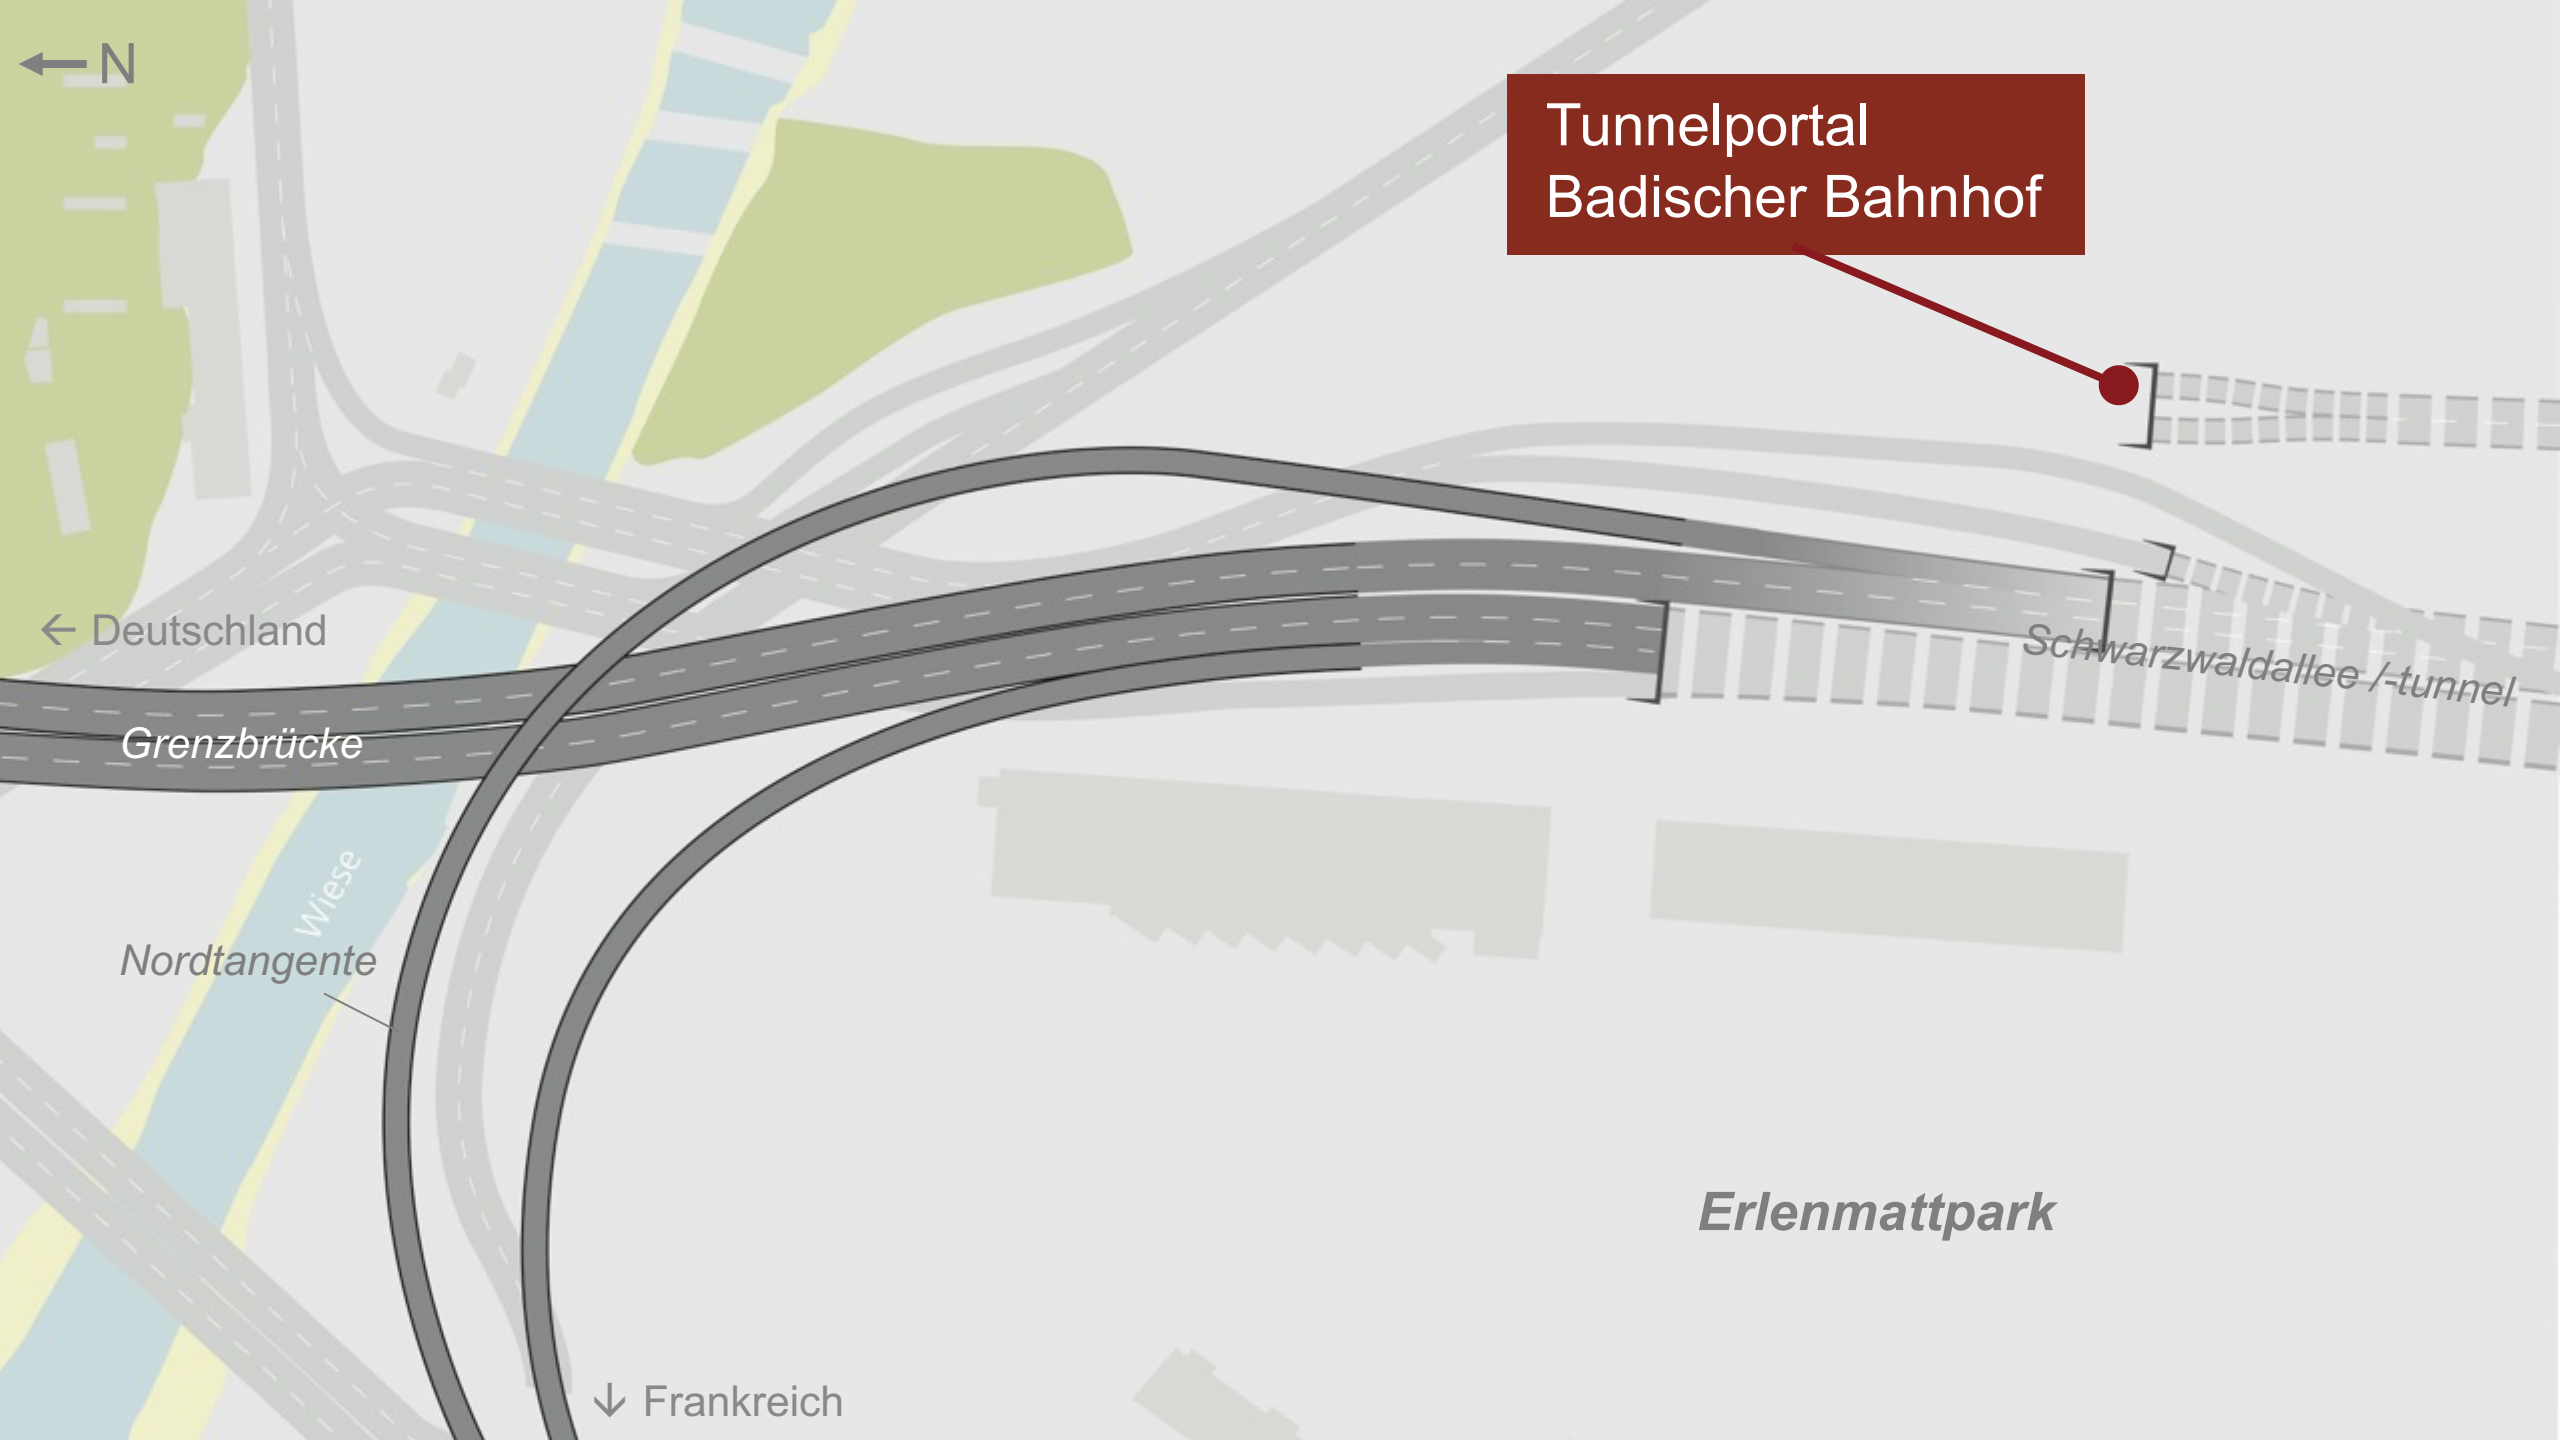 ← N
Tunnelportal
Badischer Bahnhof
← Deutschland
Schwarzwaldallee /-tunnel
Grenzbrücke
Wiese
Nordtangente
Erlenmattpark
↓ Frankreich